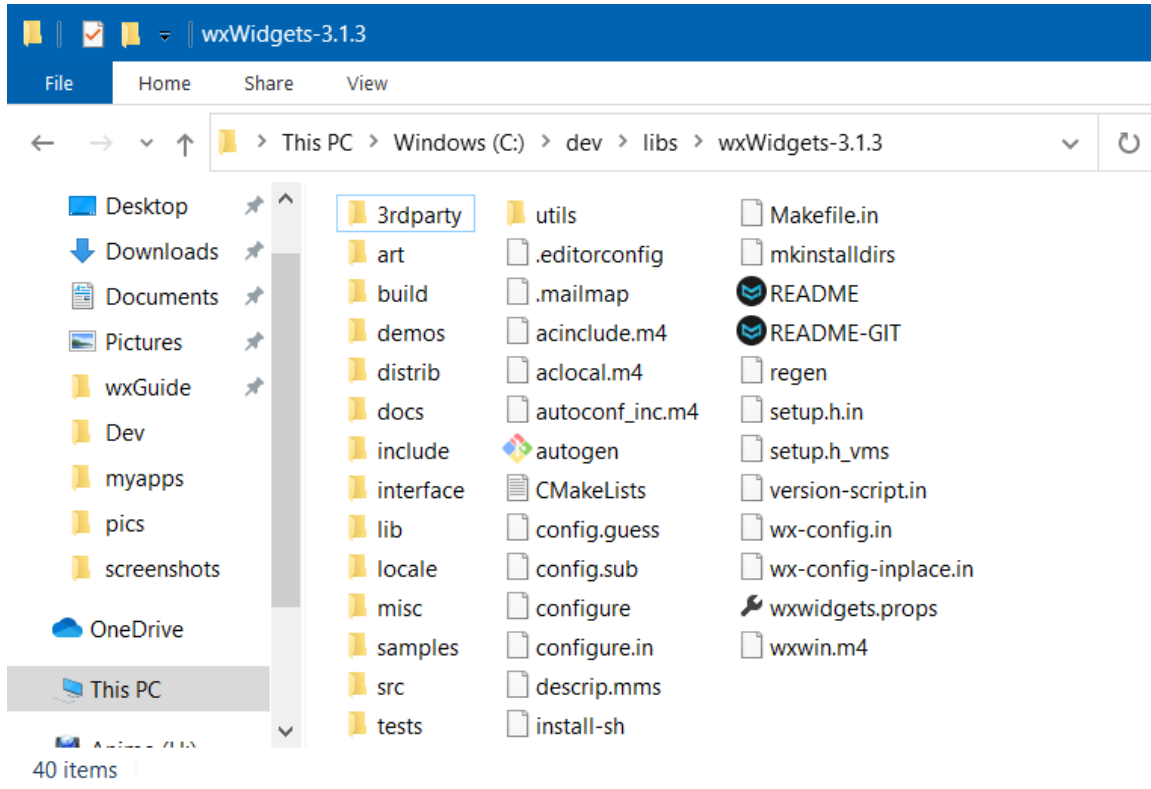 wxWidgets-3.1.3
File Home Share View
This PC > Windows (C:) > dev > libs > wxWidgets-3.1.3
Desktop
Downloads
Documents
Pictures
wxGuide
Dev
myapps
pics
screenshots
OneDrive
This PC
3rdparty
art
build
demos
distrib
docs
include
interface
lib
locale
misc
samples
src
tests
utils
.editorconfig
.mailmap
acinclude.m4
aclocal.m4
autoconf_inc.m4
autogen
CMakeLists
config.guess
config.sub
configure
configure.in
descrip.mms
install-sh
Makefile.in
mkinstalldirs
README
README-GIT
regen
setup.h.in
setup.h_vms
version-script.in
wx-config.in
wx-config-inplace.in
wxwidgets.props
wxwin.m4
40 items